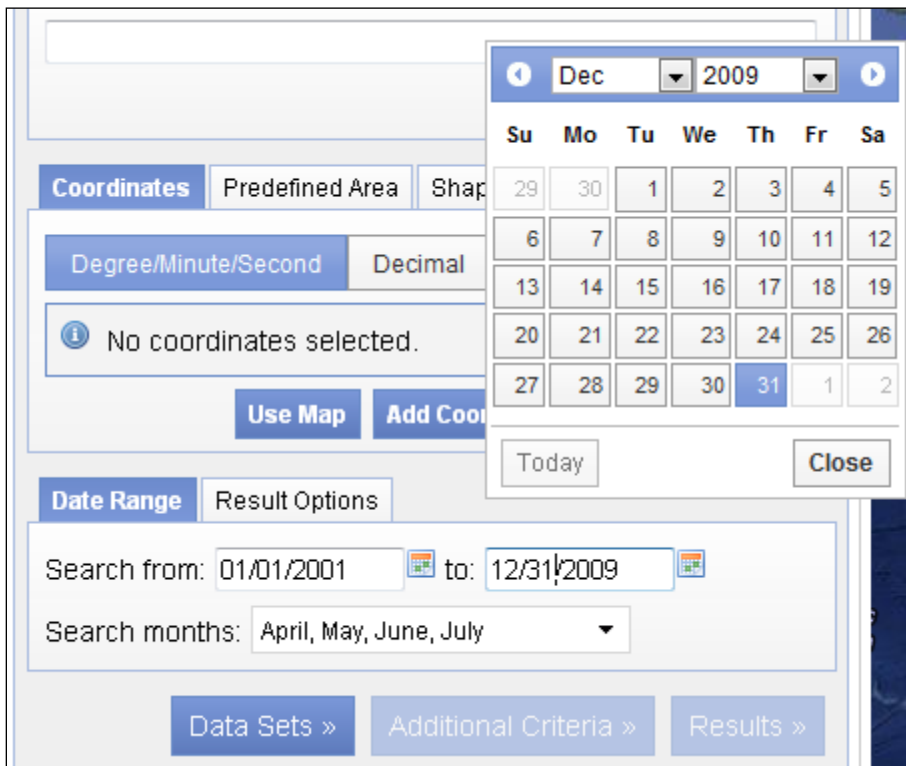 Dec 2009
Su Mo Tu We Th Fr Sa
29 30 1 2 3 4 5
6 7 8 9 10 11 12
13 14 15 16 17 18 19
20 21 22 23 24 25 26
27 28 29 30 31 1 2
Today Close
Coordinates Predefined Area Shap
Degree/Minute/Second Decimal
No coordinates selected.
Use Map Add Coor
Date Range Result Options
Search from: 01/01/2001 to: 12/31/2009
Search months: April, May, June, July
Data Sets » Additional Criteria » Results »